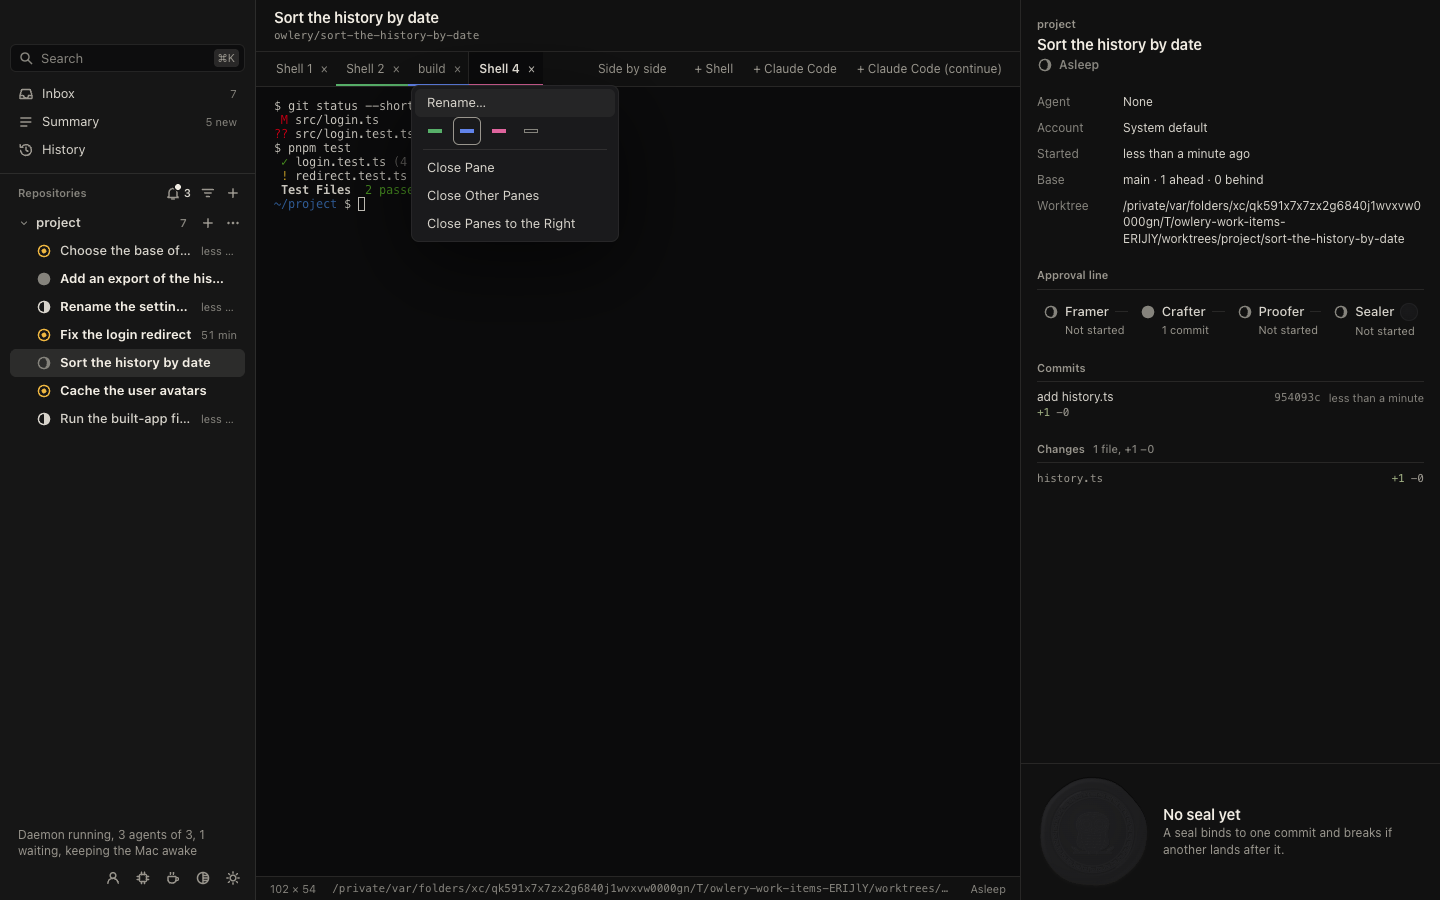 Search
⌘K
Inbox
7
Summary
5 new
History
Repositories
3
project
7
Choose the base of...
less ...
Add an export of the his...
Rename the settin...
less ...
Fix the login redirect
51 min
Sort the history by date
Cache the user avatars
Run the built-app fi...
less ...
Daemon running, 3 agents of 3, 1
waiting, keeping the Mac awake
Sort the history by date
owlery/sort-the-history-by-date
Shell 1 ×
Shell 2 ×
build ×
Shell 4 ×
Side by side
+ Shell
+ Claude Code
+ Claude Code (continue)
$ git status --short
M src/login.ts
?? src/login.test.ts
$ pnpm test
✓ login.test.ts (4
! redirect.test.ts
Test Files 2 passe
~/project $
Rename...
Close Pane
Close Other Panes
Close Panes to the Right
102 × 54
/private/var/folders/xc/qk591x7x7zx2g6840j1wvxvw0000gn/T/owlery-work-items-ERIJlY/worktrees/…
Asleep
project
Sort the history by date
Asleep
Agent
None
Account
System default
Started
less than a minute ago
Base
main · 1 ahead · 0 behind
Worktree
/private/var/folders/xc/qk591x7x7zx2g6840j1wvxvw0
000gn/T/owlery-work-items-
ERIJlY/worktrees/project/sort-the-history-by-date
Approval line
Framer
Not started
Crafter
1 commit
Proofer
Not started
Sealer
Not started
Commits
add history.ts
954093c
less than a minute
+1 −0
Changes
1 file, +1 −0
history.ts
+1 −0
No seal yet
A seal binds to one commit and breaks if
another lands after it.